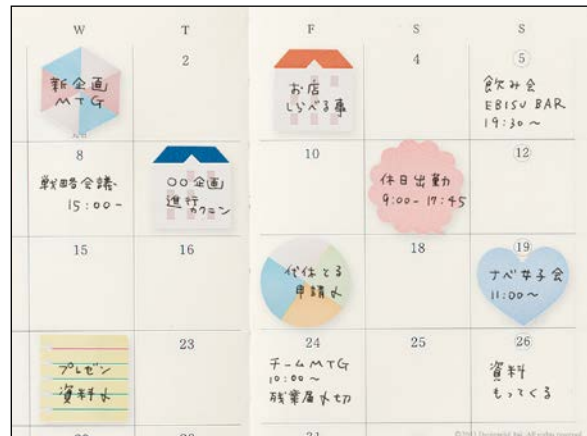 W T F S S
2 4 5
新企画
MTG
お店
しらべる事
飲み会
EBISU BAR
19:30〜
8 10 12
戦略会議
15:00-
○○企画
進行
カクニン
休日出勤
9:00-17:45
15 16 18 19
代休とる
申請〆
ナベ女子会
11:00〜
23 24 25 26
プレゼン
資料〆
チームMTG
10:00〜
残業届〆切
資料
もってくる